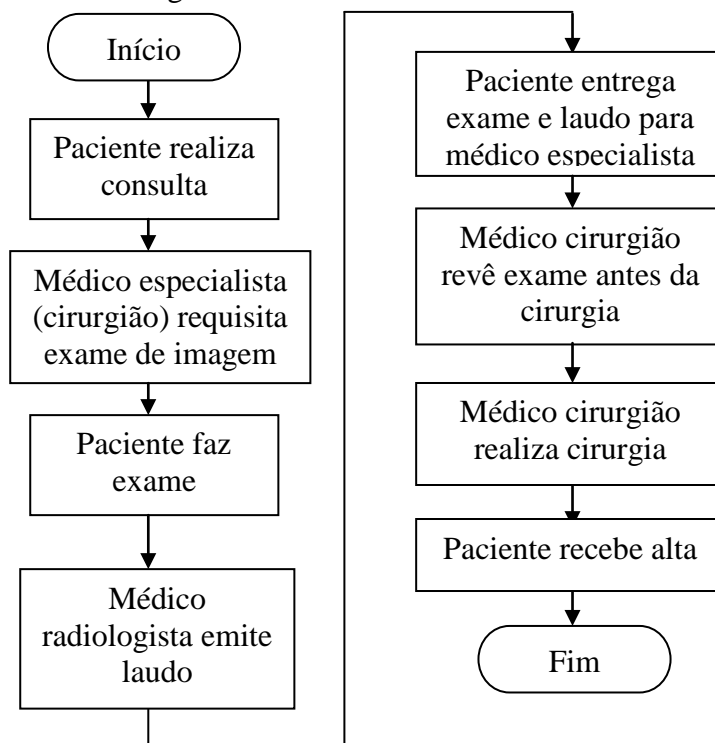 Início
Paciente realiza
consulta
Médico especialista
(cirurgião) requisita
exame de imagem
Paciente faz
exame
Médico
radiologista emite
laudo
Paciente entrega
exame e laudo para
médico especialista
Médico cirurgião
revê exame antes da
cirurgia
Médico cirurgião
realiza cirurgia
Paciente recebe alta
Fim